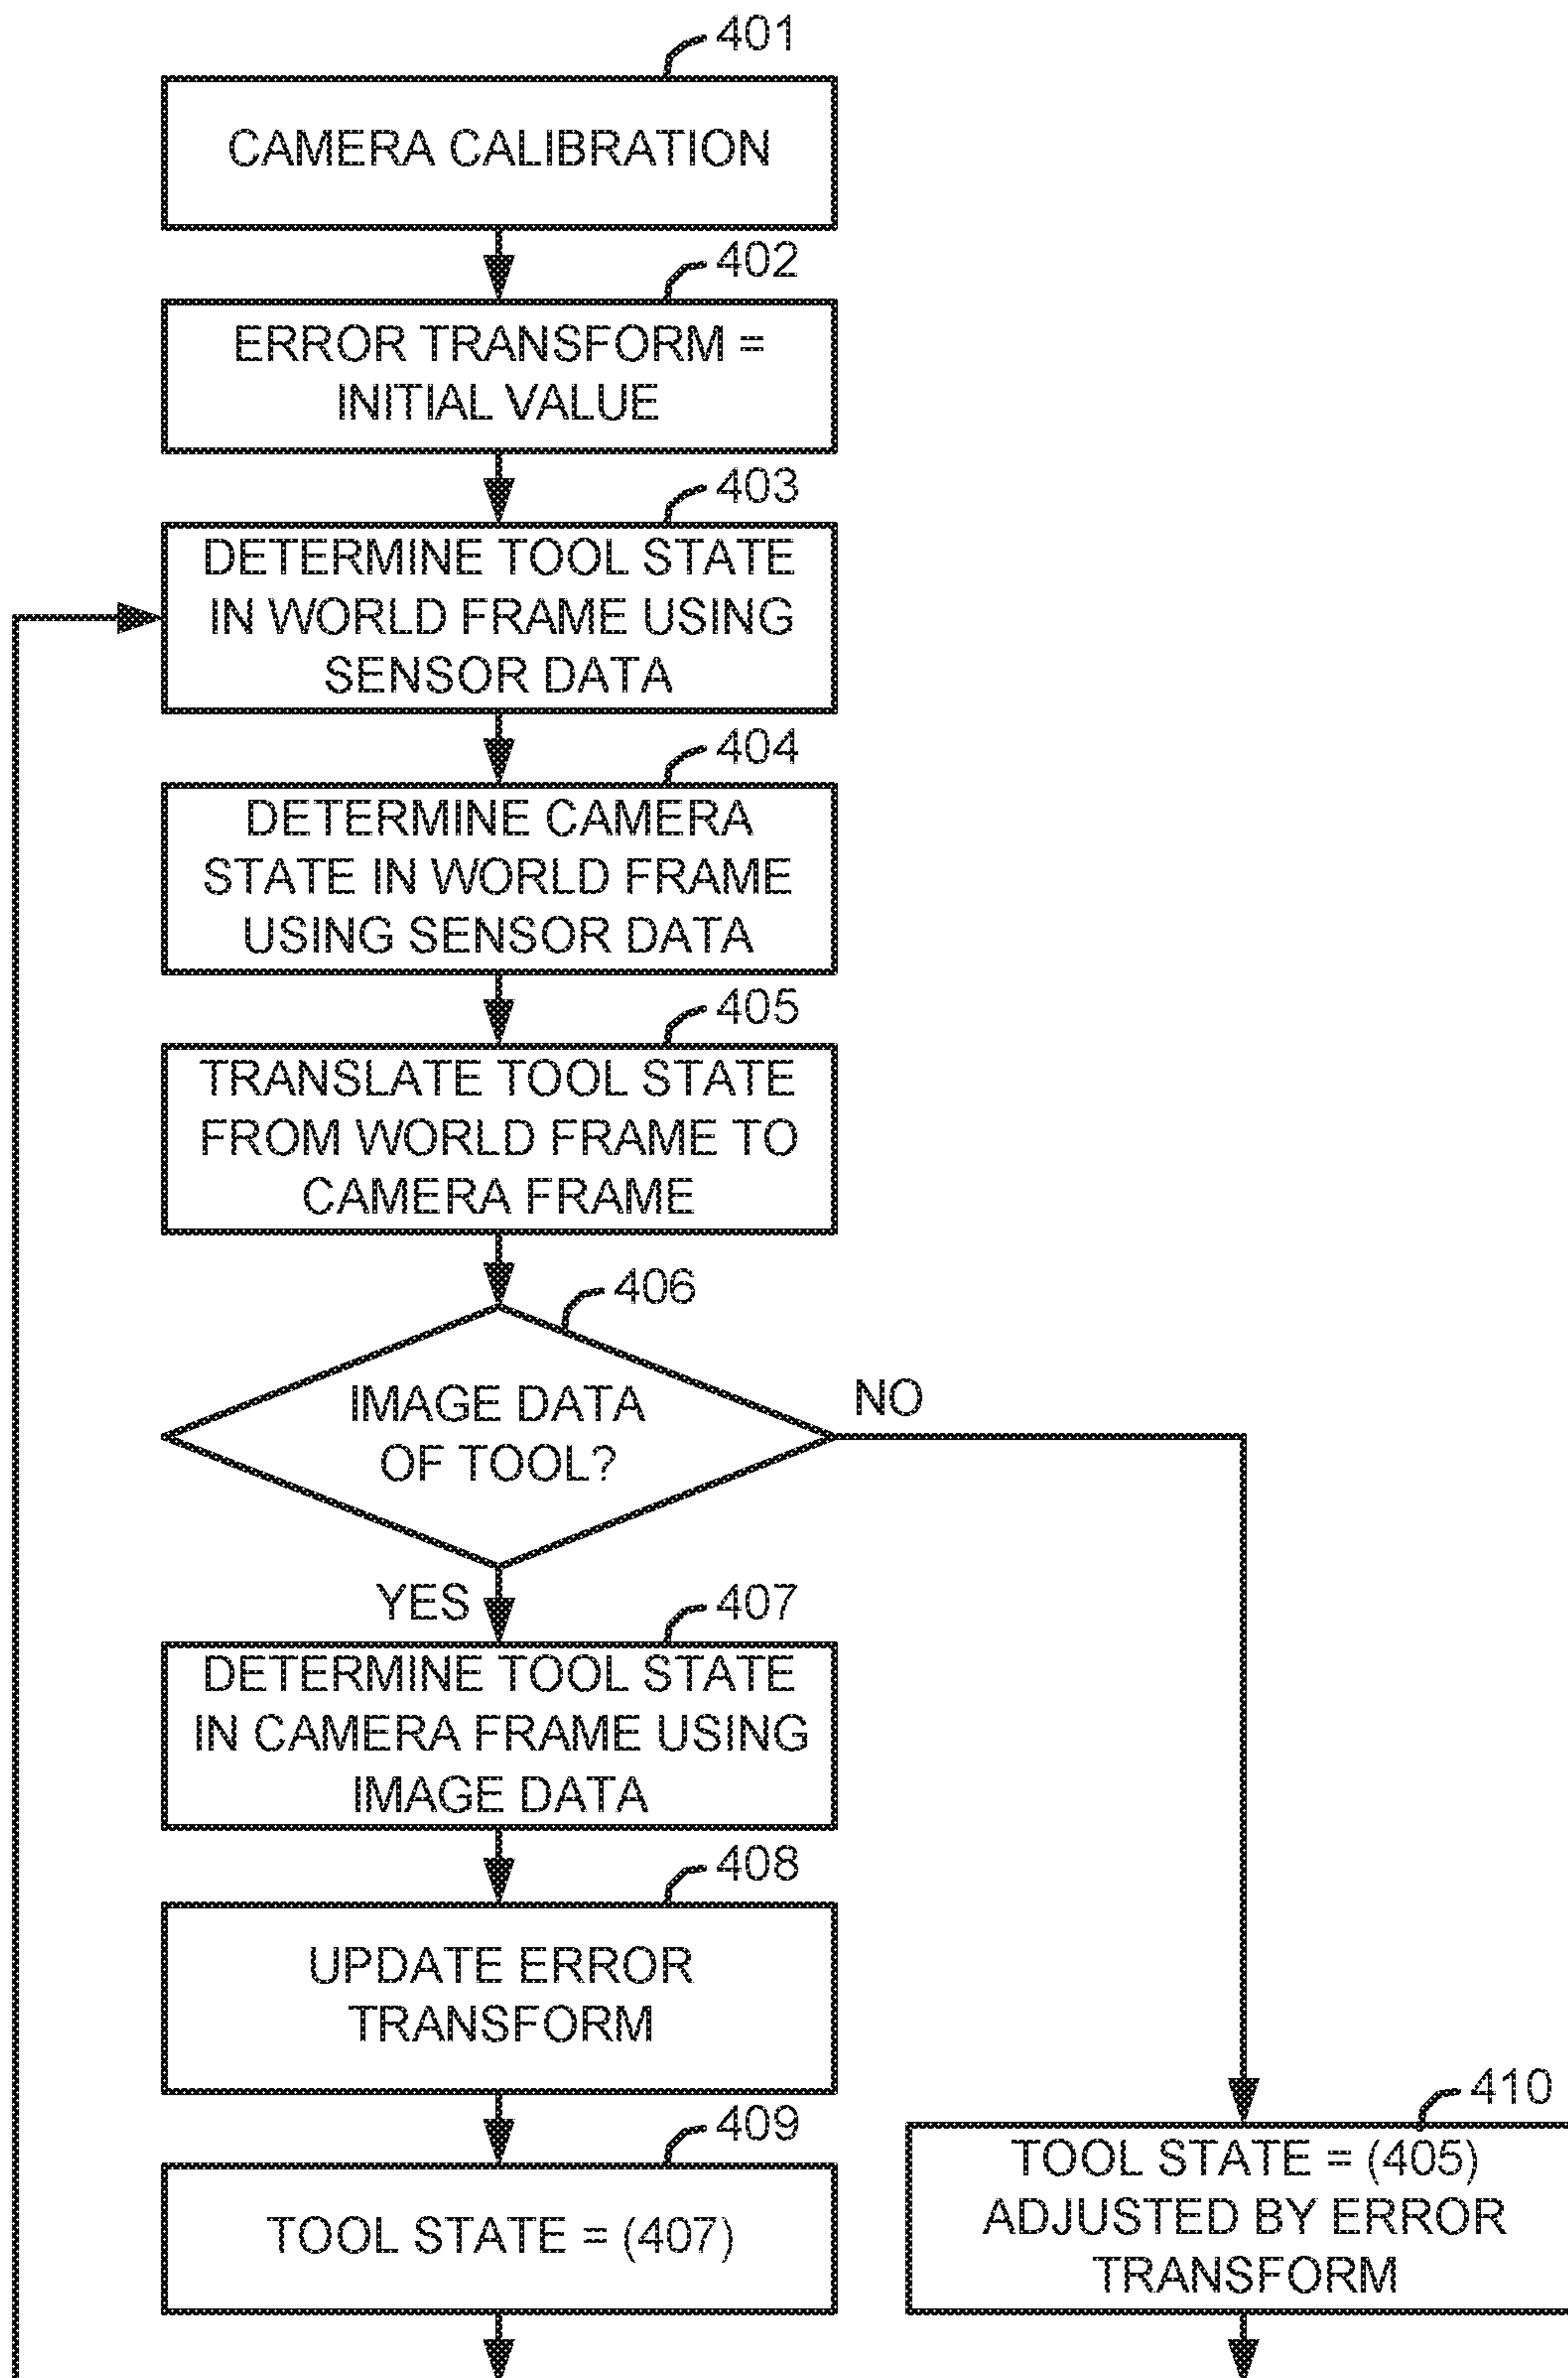 401
CAMERA CALIBRATION
402
ERROR TRANSFORM =
INITIAL VALUE
403
DETERMINE TOOL STATE
IN WORLD FRAME USING
SENSOR DATA
404
DETERMINE CAMERA
STATE IN WORLD FRAME
USING SENSOR DATA
405
TRANSLATE TOOL STATE
FROM WORLD FRAME TO
CAMERA FRAME
406
IMAGE DATA
OF TOOL?
NO
YES
407
DETERMINE TOOL STATE
IN CAMERA FRAME USING
IMAGE DATA
408
UPDATE ERROR
TRANSFORM
409
TOOL STATE = (407)
410
TOOL STATE = (405)
ADJUSTED BY ERROR
TRANSFORM